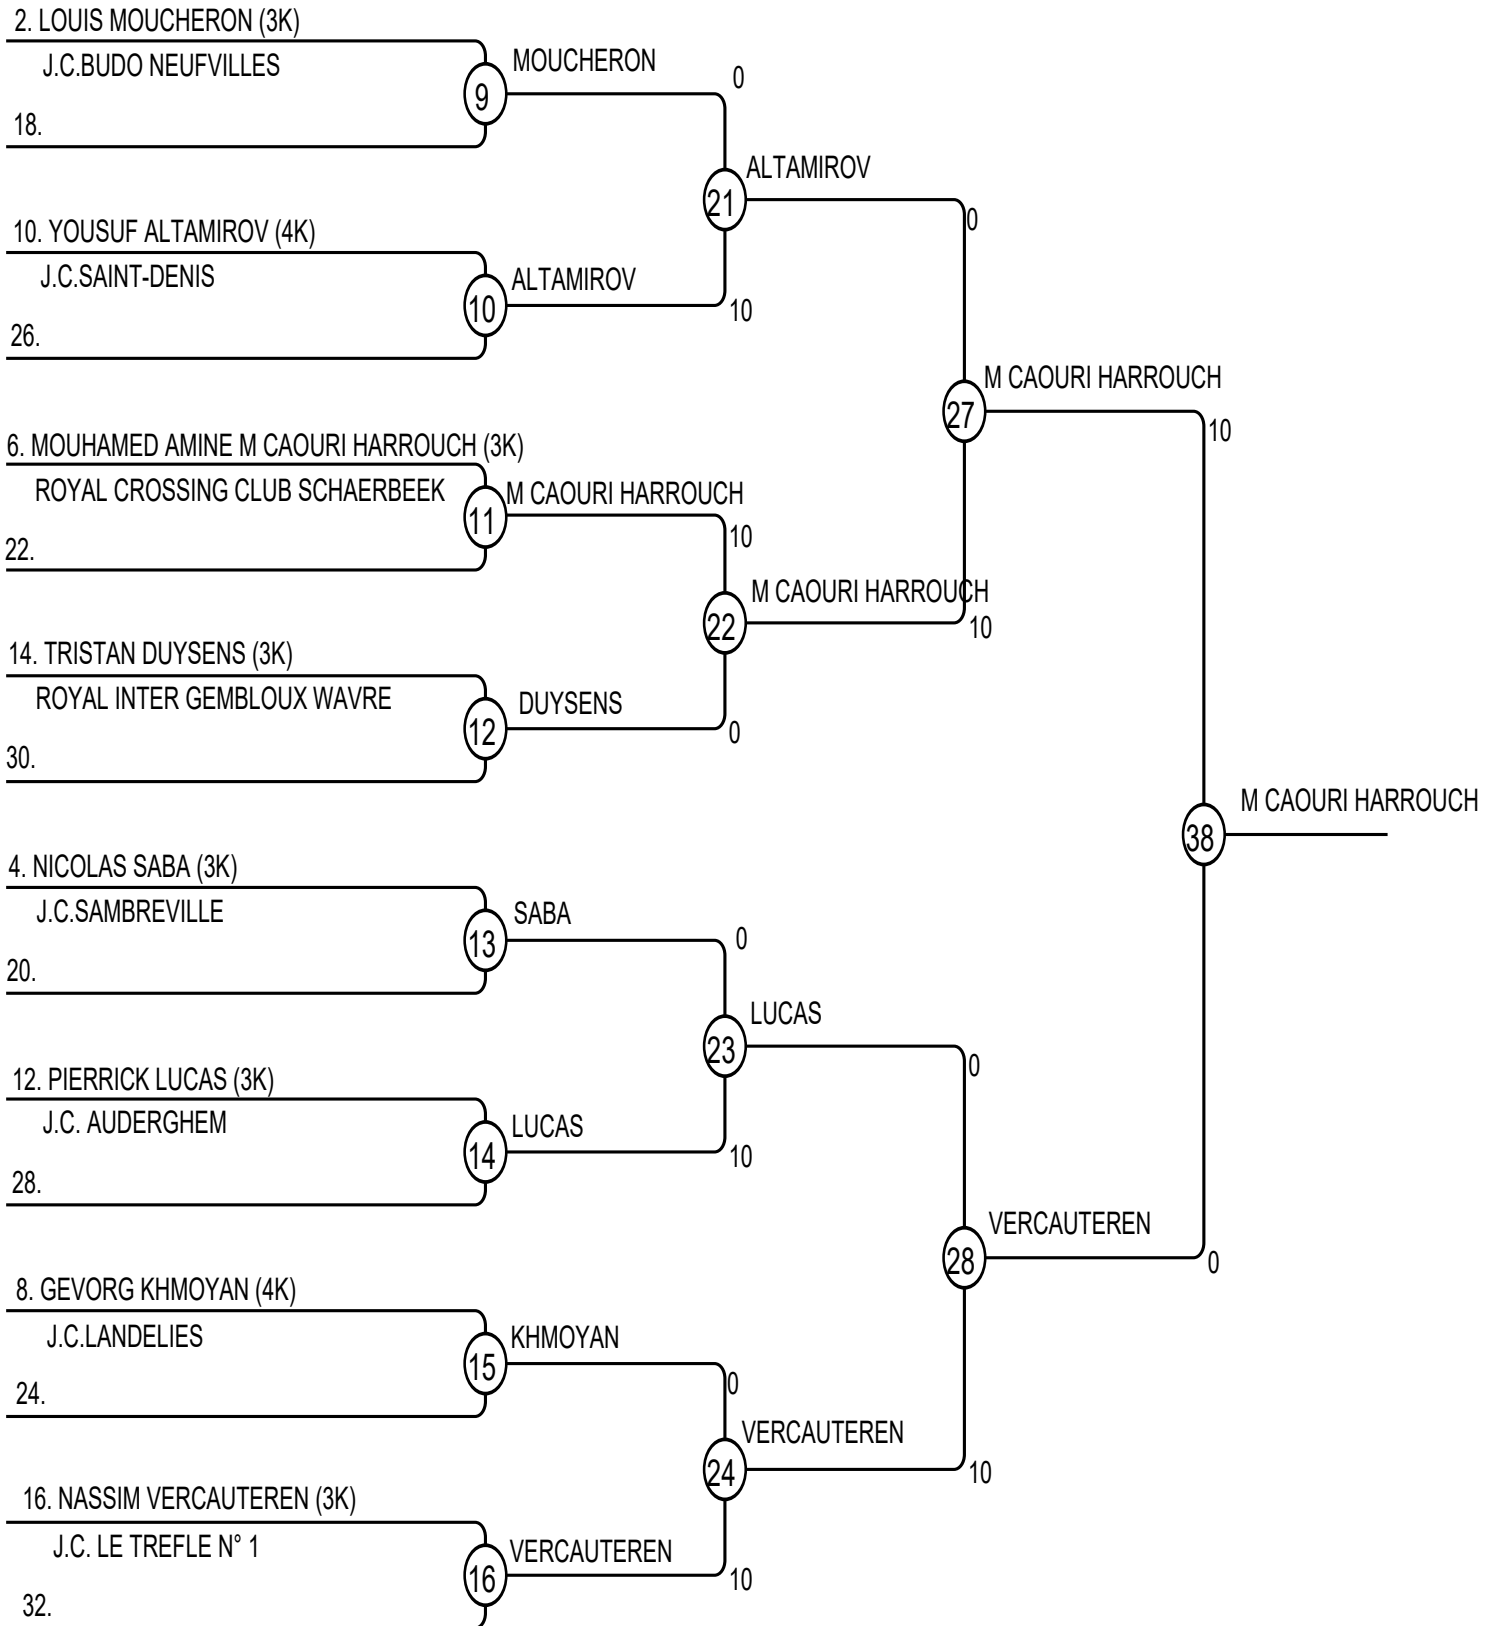 2. LOUIS MOUCHERON (3K)
J.C.BUDO NEUFVILLES
9
MOUCHERON
0
18.
21
ALTAMIROV
0
10. YOUSUF ALTAMIROV (4K)
J.C.SAINT-DENIS
10
ALTAMIROV
10
26.
27
M CAOURI HARROUCH
10
6. MOUHAMED AMINE M CAOURI HARROUCH (3K)
ROYAL CROSSING CLUB SCHAERBEEK
11
M CAOURI HARROUCH
10
22.
22
M CAOURI HARROUCH
10
14. TRISTAN DUYSENS (3K)
ROYAL INTER GEMBLOUX WAVRE
12
DUYSENS
0
30.
38
M CAOURI HARROUCH
4. NICOLAS SABA (3K)
J.C.SAMBREVILLE
13
SABA
0
20.
23
LUCAS
0
12. PIERRICK LUCAS (3K)
J.C. AUDERGHEM
14
LUCAS
10
28.
28
VERCAUTEREN
0
8. GEVORG KHMOYAN (4K)
J.C.LANDELIES
15
KHMOYAN
0
24.
24
VERCAUTEREN
10
16. NASSIM VERCAUTEREN (3K)
J.C. LE TREFLE N° 1
16
VERCAUTEREN
10
32.